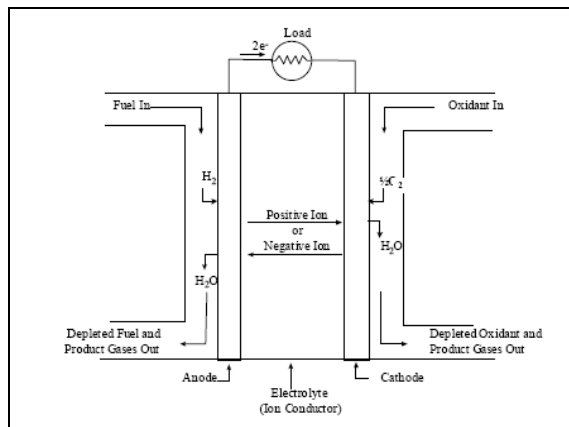 Load
2e-
Fuel In
Oxidant In
H2
½O2
Positive Ion
or
Negative Ion
H2O
H2O
Depleted Fuel and
Product Gases Out
Depleted Oxidant and
Product Gases Out
Anode
Cathode
Electrolyte
(Ion Conductor)